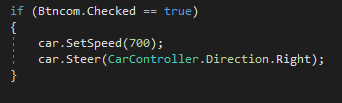 if (Btncom.Checked == true)
{
car.SetSpeed(700);
car.Steer(CarController.Direction.Right);
}